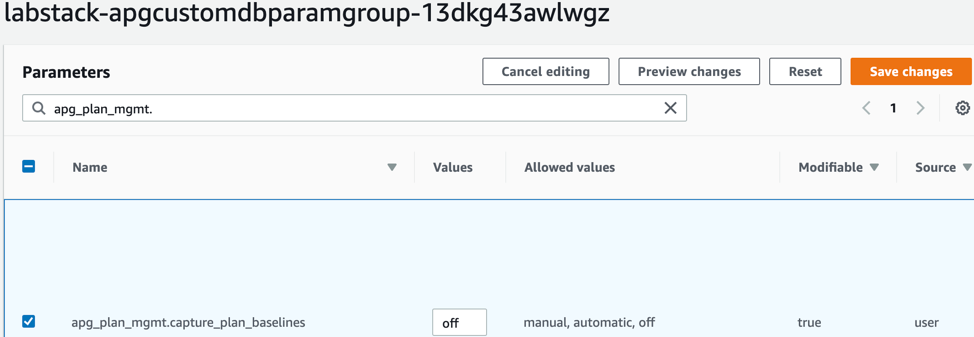 labstack-apgcustomdbparamgroup-13dkg43awlwgz
Parameters Cancel editing Preview changes Reset Save changes
apg_plan_mgmt. 1
Name Values Allowed values Modifiable Source
apg_plan_mgmt.capture_plan_baselines off manual, automatic, off true user